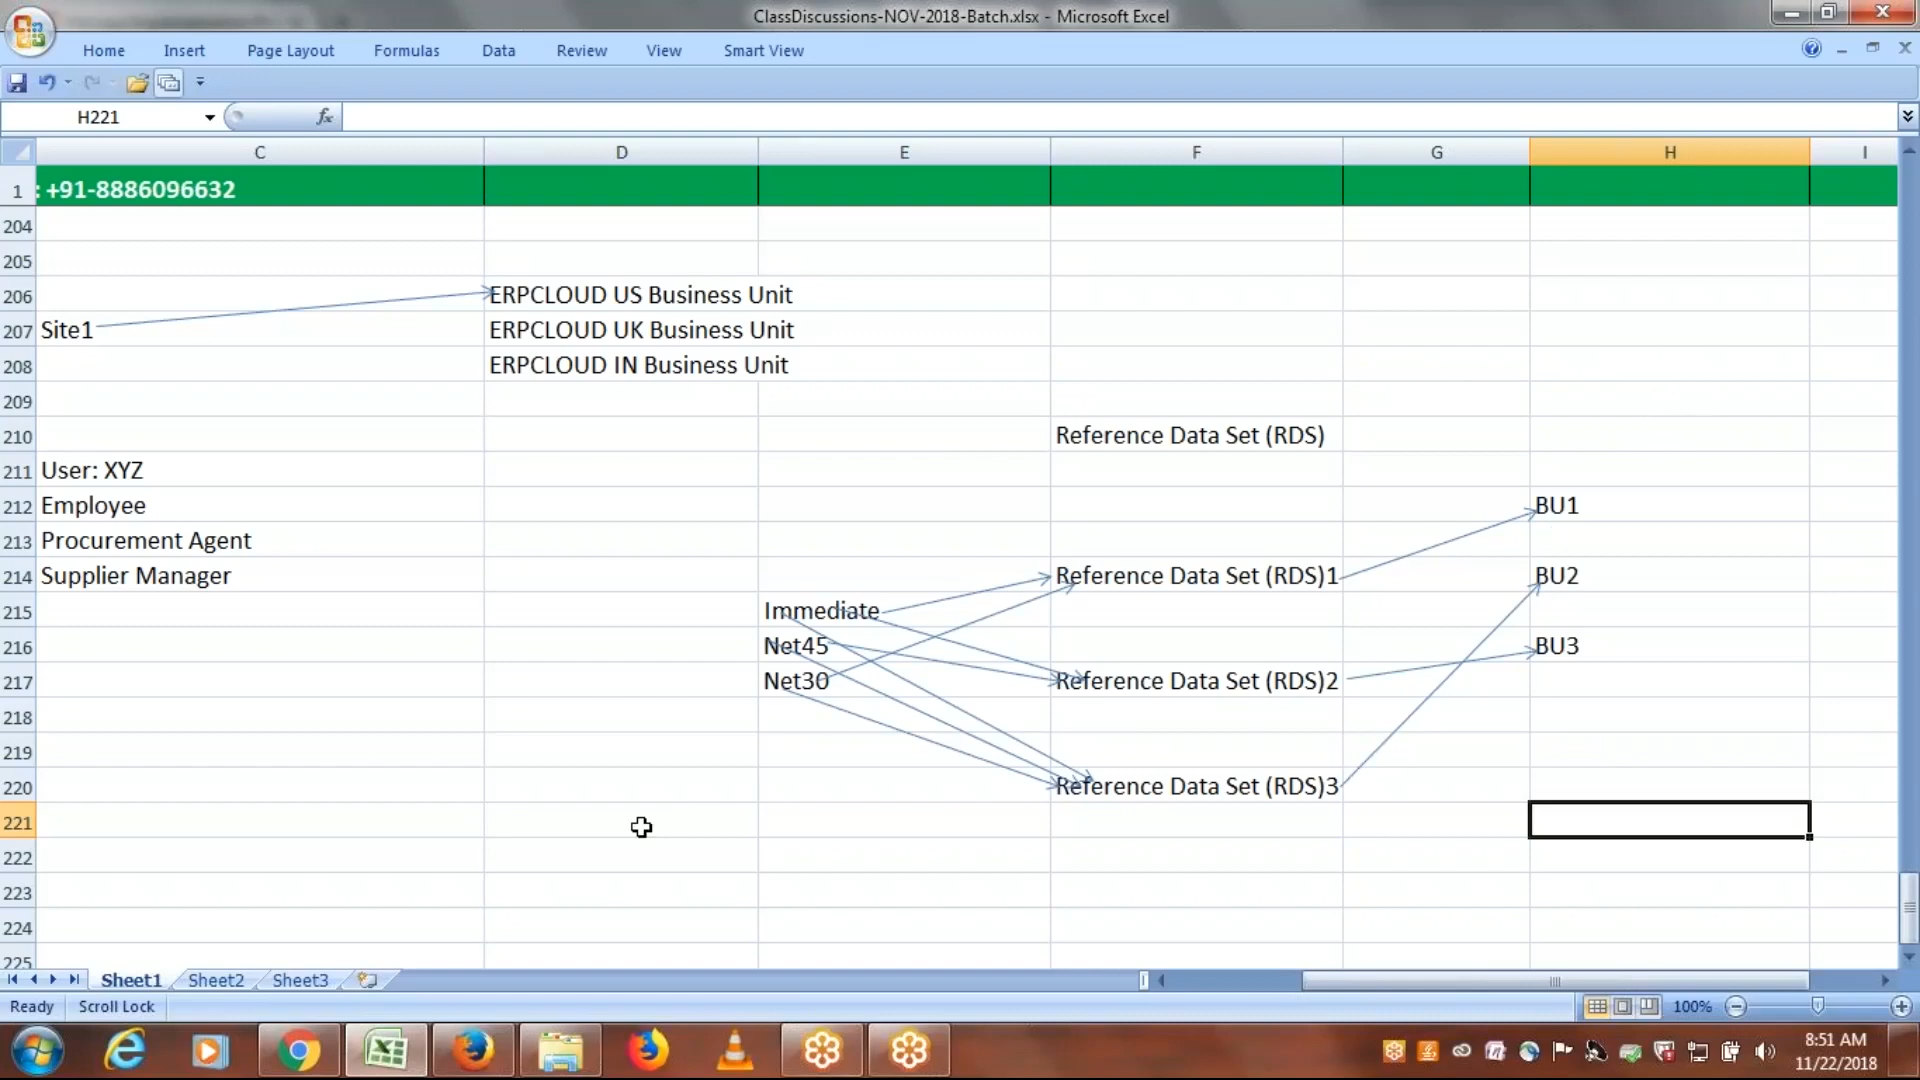 ClassDiscussions-NOV-2018-Batch.xlsx - Microsoft Excel
Home Insert Page Layout Formulas Data Review View Smart View
H221 fx
C D E F G H I
1 : +91-8886096632
204
205
206 ERPCLOUD US Business Unit
207 Site1 ERPCLOUD UK Business Unit
208 ERPCLOUD IN Business Unit
209
210 Reference Data Set (RDS)
211 User: XYZ
212 Employee BU1
213 Procurement Agent
214 Supplier Manager Reference Data Set (RDS)1 BU2
215 Immediate
216 Net45 BU3
217 Net30 Reference Data Set (RDS)2
218
219
220 Reference Data Set (RDS)3
221
222
223
224
225
Sheet1 Sheet2 Sheet3
Ready Scroll Lock 100%
8:51 AM
11/22/2018